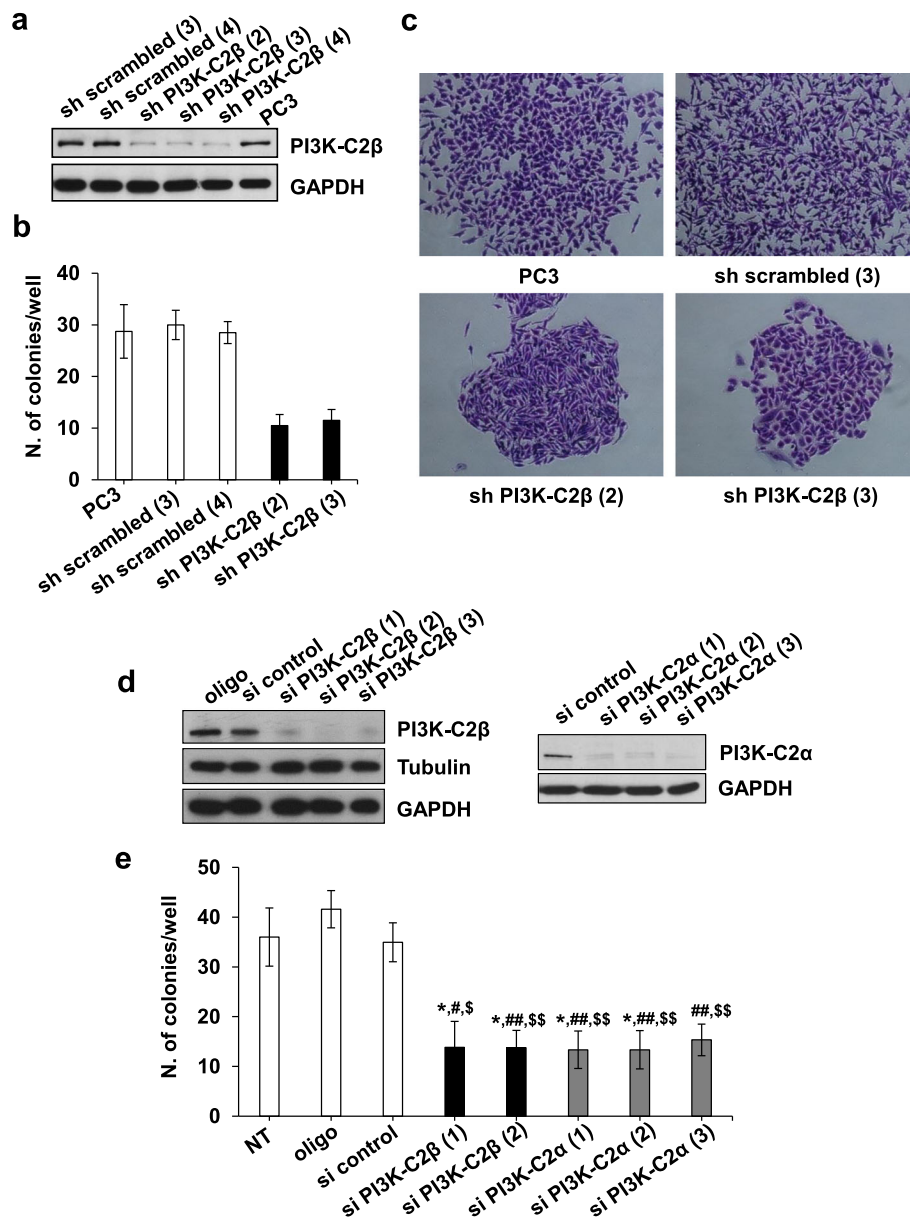 a
sh scrambled (3)
sh scrambled (4)
sh PI3K-C2β (2)
sh PI3K-C2β (3)
sh PI3K-C2β (4)
PC3
PI3K-C2β
GAPDH
b
N. of colonies/well
40
30
20
10
0
PC3
sh scrambled (3)
sh scrambled (4)
sh PI3K-C2β (2)
sh PI3K-C2β (3)
c
PC3
sh scrambled (3)
sh PI3K-C2β (2)
sh PI3K-C2β (3)
d
oligo
si control
si PI3K-C2β (1)
si PI3K-C2β (2)
si PI3K-C2β (3)
PI3K-C2β
Tubulin
GAPDH
si control
si PI3K-C2α (1)
si PI3K-C2α (2)
si PI3K-C2α (3)
PI3K-C2α
GAPDH
e
N. of colonies/well
50
40
30
20
10
0
*,#,$
*,##,$$
*,##,$$
*,##,$$
##,$$
NT
oligo
si control
si PI3K-C2β (1)
si PI3K-C2β (2)
si PI3K-C2α (1)
si PI3K-C2α (2)
si PI3K-C2α (3)